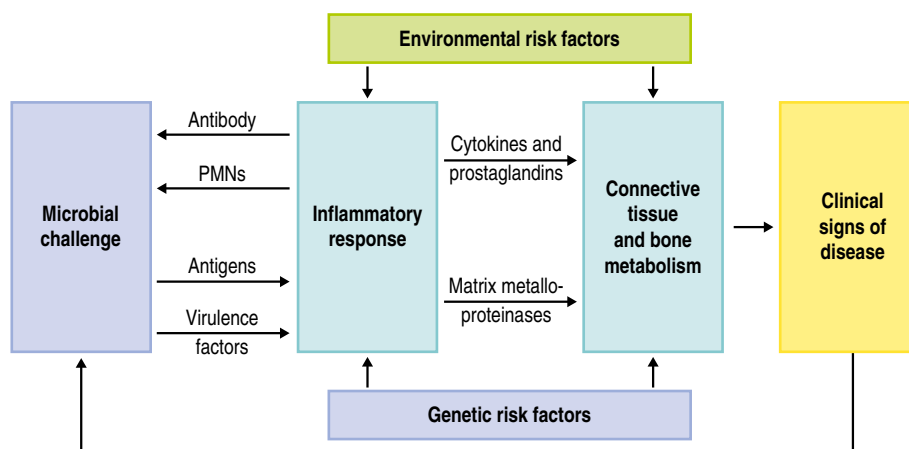 Environmental risk factors
Microbial
challenge
Antibody
PMNs
Antigens
Virulence
factors
Inflammatory
response
Cytokines and
prostaglandins
Matrix metallo-
proteinases
Connective
tissue
and bone
metabolism
Clinical
signs of
disease
Genetic risk factors